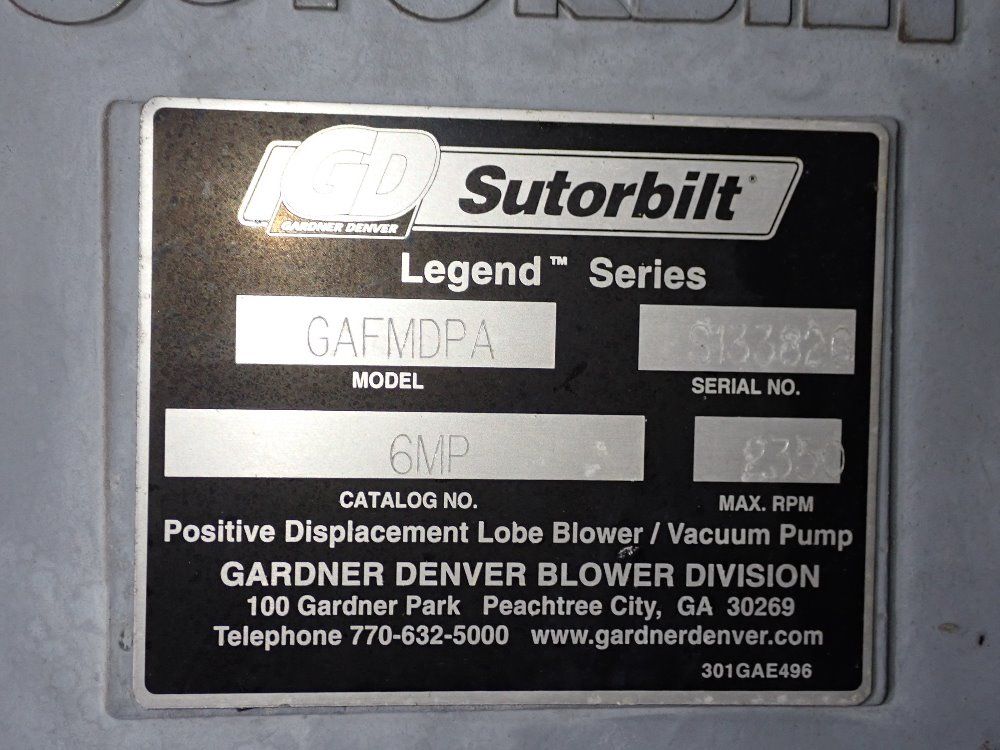 SUTORBILT
GD
GARDNER DENVER
Sutorbilt®
Legend™ Series
GAFMDPA
MODEL
SERIAL NO.
6MP
CATALOG NO.
2350
MAX. RPM
Positive Displacement Lobe Blower / Vacuum Pump
GARDNER DENVER BLOWER DIVISION
100 Gardner Park Peachtree City, GA 30269
Telephone 770-632-5000 www.gardnerdenver.com
301GAE496